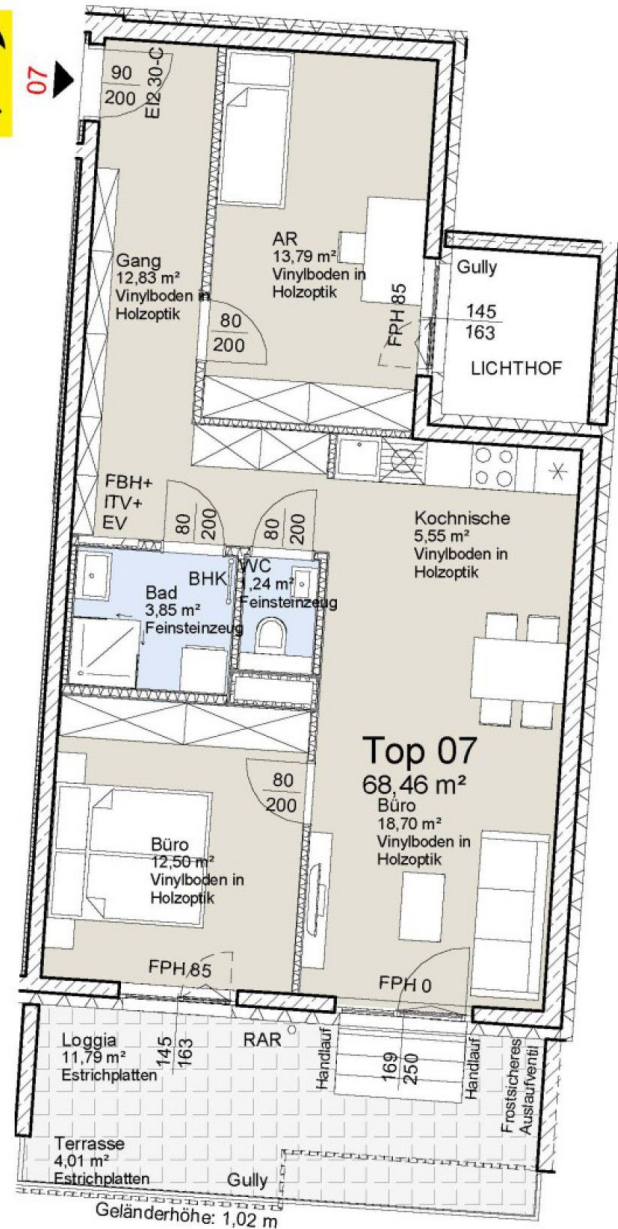 07
90
200
EI2 30-C
Gang
12,83 m²
Vinylboden in
Holzoptik
AR
13,79 m²
Vinylboden in
Holzoptik
80
200
FPH 85
Gully
145
163
LICHTHOF
FBH+
ITV+
EV
80
200
80
200
Kochnische
5,55 m²
Vinylboden in
Holzoptik
BHK
Bad
3,85 m²
Feinsteinzeug
WC
,24 m²
Feinsteinzeug
Top 07
68,46 m²
Büro
18,70 m²
Vinylboden in
Holzoptik
80
200
Büro
12,50 m²
Vinylboden in
Holzoptik
FPH 85
FPH 0
Loggia
11,79 m²
Estrichplatten
145
163
RAR
Handlauf
169
250
Handlauf
Frostsicheres
Auslaufventil
Terrasse
4,01 m²
Estrichplatten
Gully
Geländerhöhe: 1,02 m